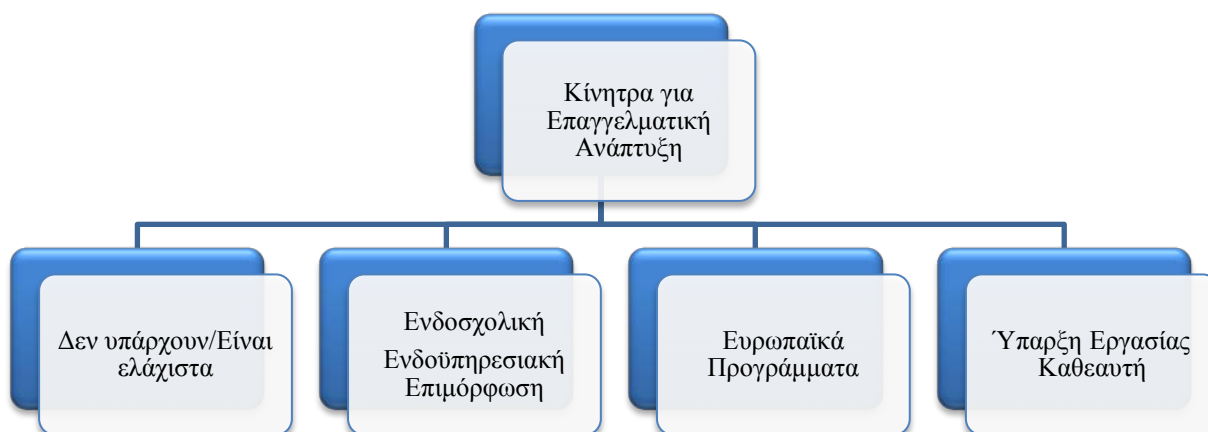 Κίνητρα για
Επαγγελματική
Ανάπτυξη
Δεν υπάρχουν/Είναι
ελάχιστα
Ενδοσχολική
Ενδοϋπηρεσιακή
Επιμόρφωση
Ευρωπαϊκά
Προγράμματα
Ύπαρξη Εργασίας
Καθεαυτή